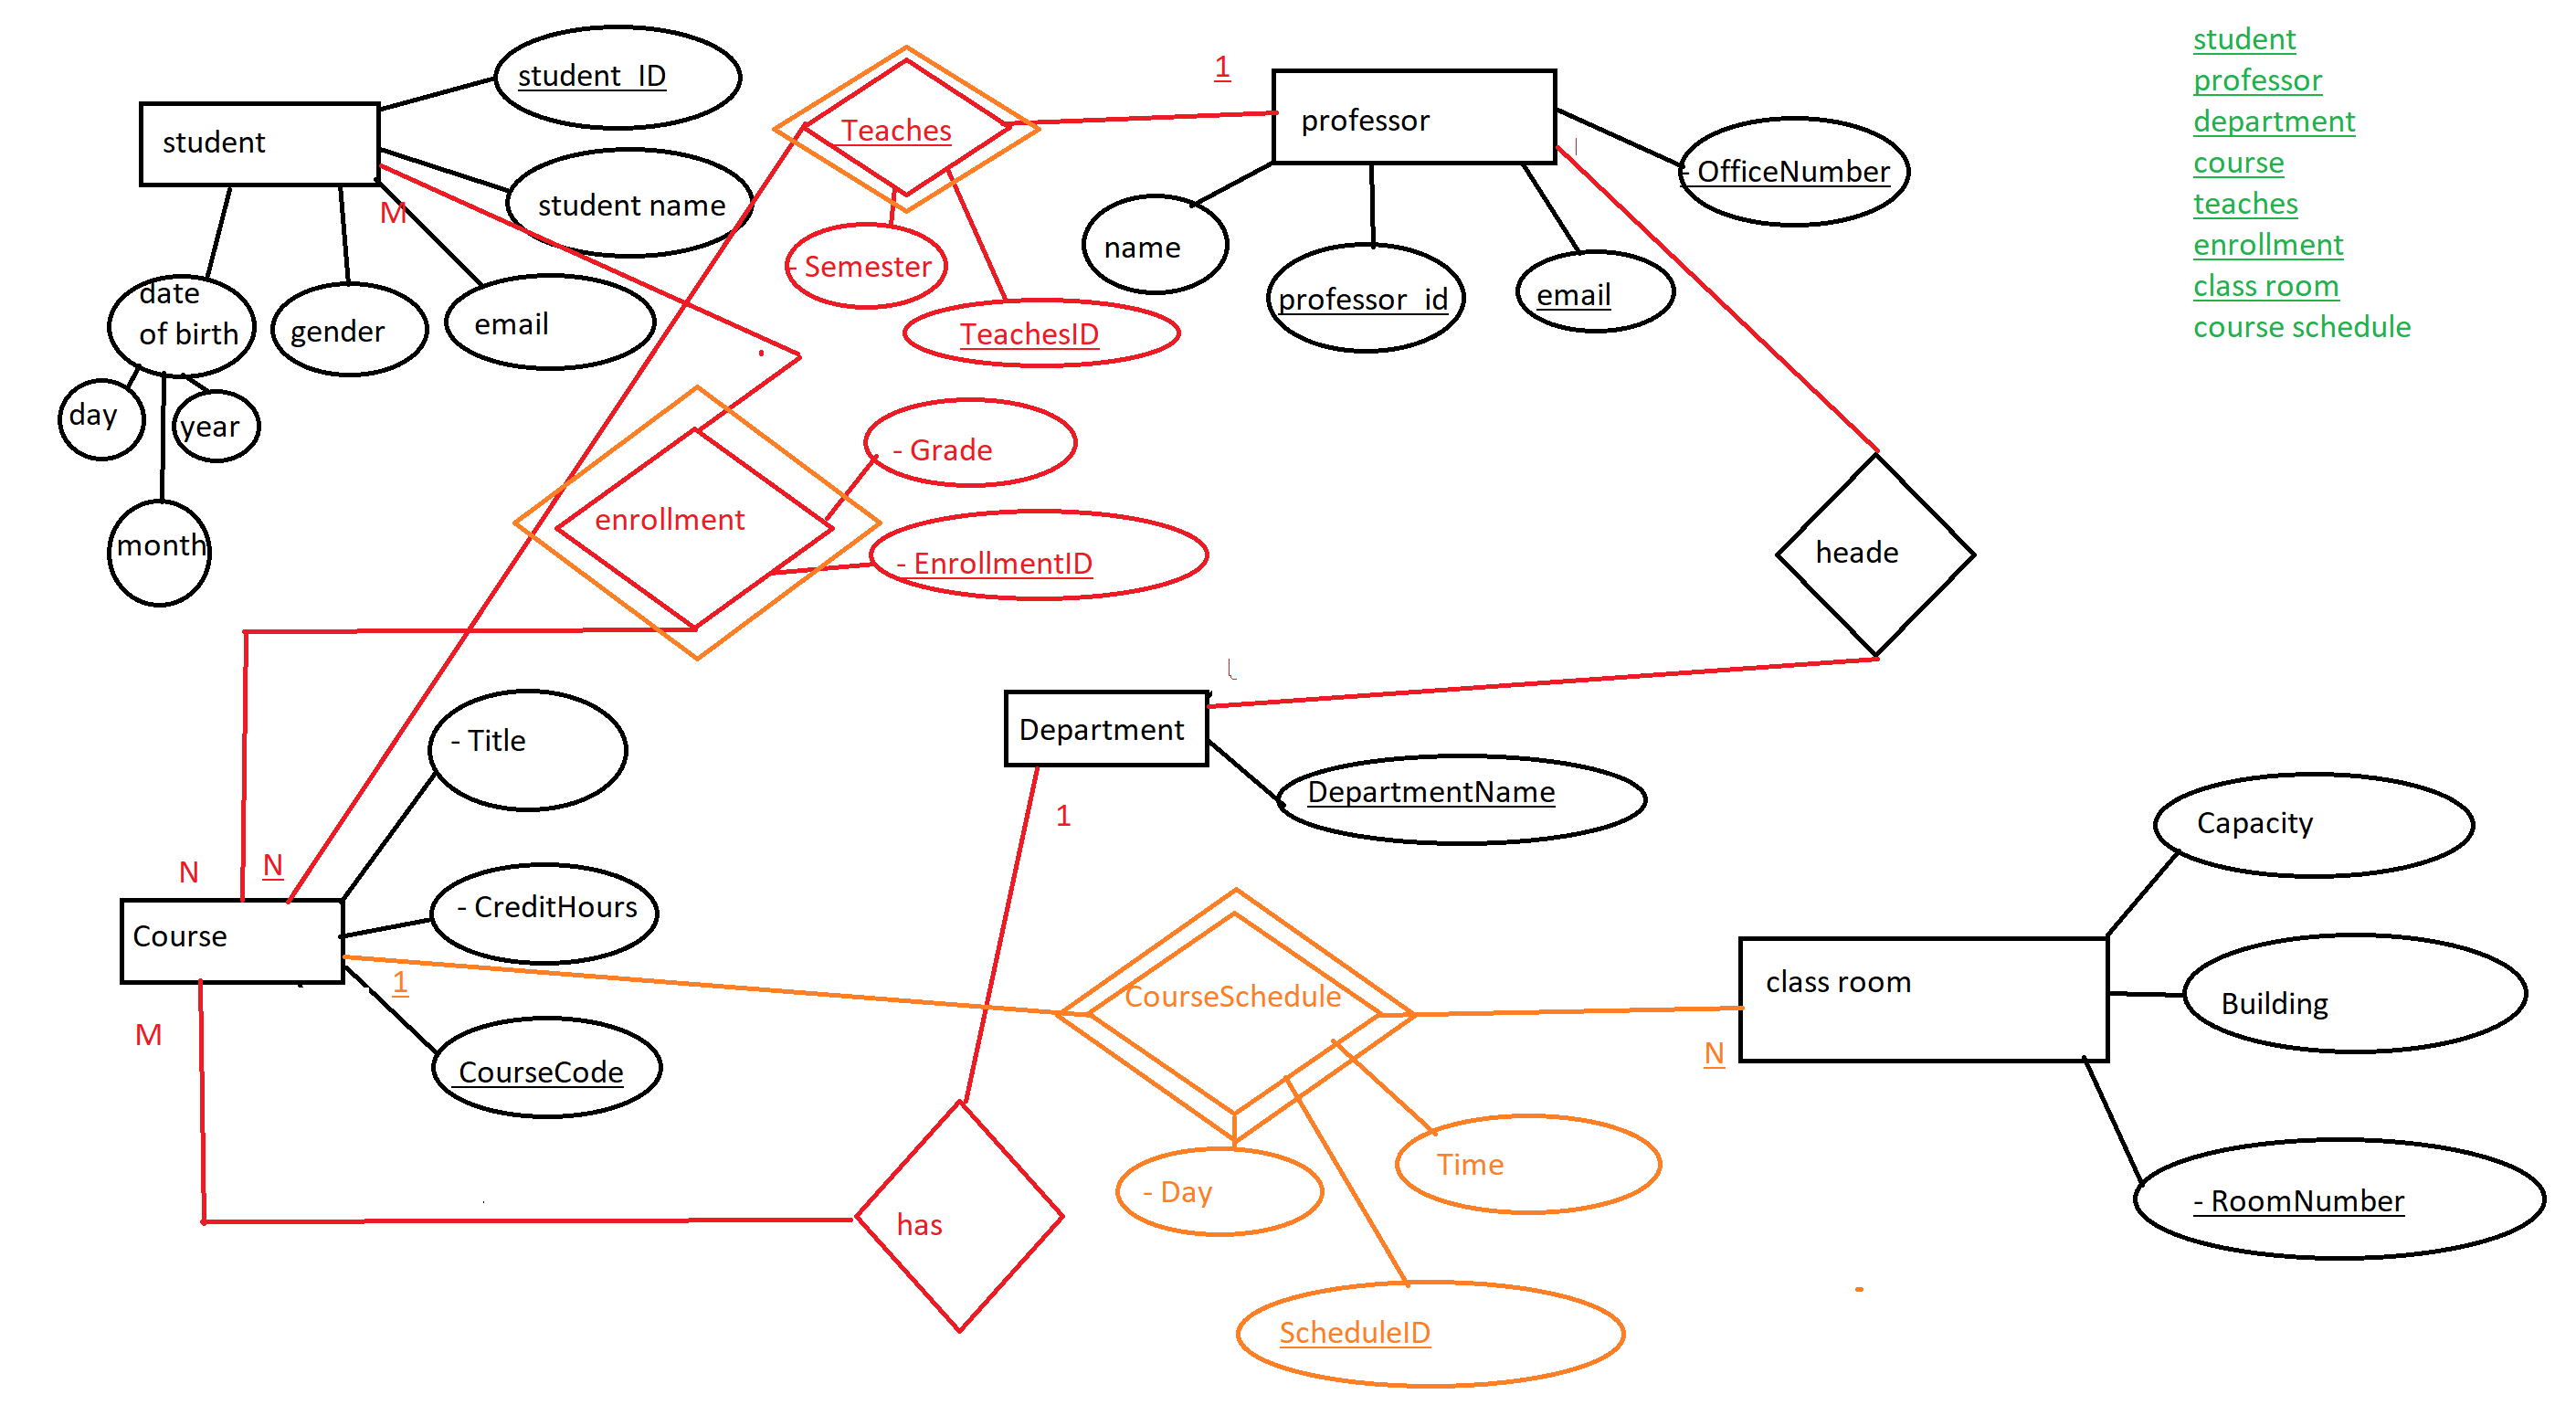 student
student_ID
student name
date
of birth
gender
email
day
month
year
M
Teaches
- Semester
TeachesID
1
professor
name
professor_id
email
- OfficeNumber
student
professor
department
course
teaches
enrollment
class room
course schedule
enrollment
- Grade
- EnrollmentID
heade
Department
DepartmentName
1
- Title
- CreditHours
CourseCode
N
N
Course
M
1
CourseSchedule
- Day
Time
ScheduleID
N
class room
Capacity
Building
- RoomNumber
has